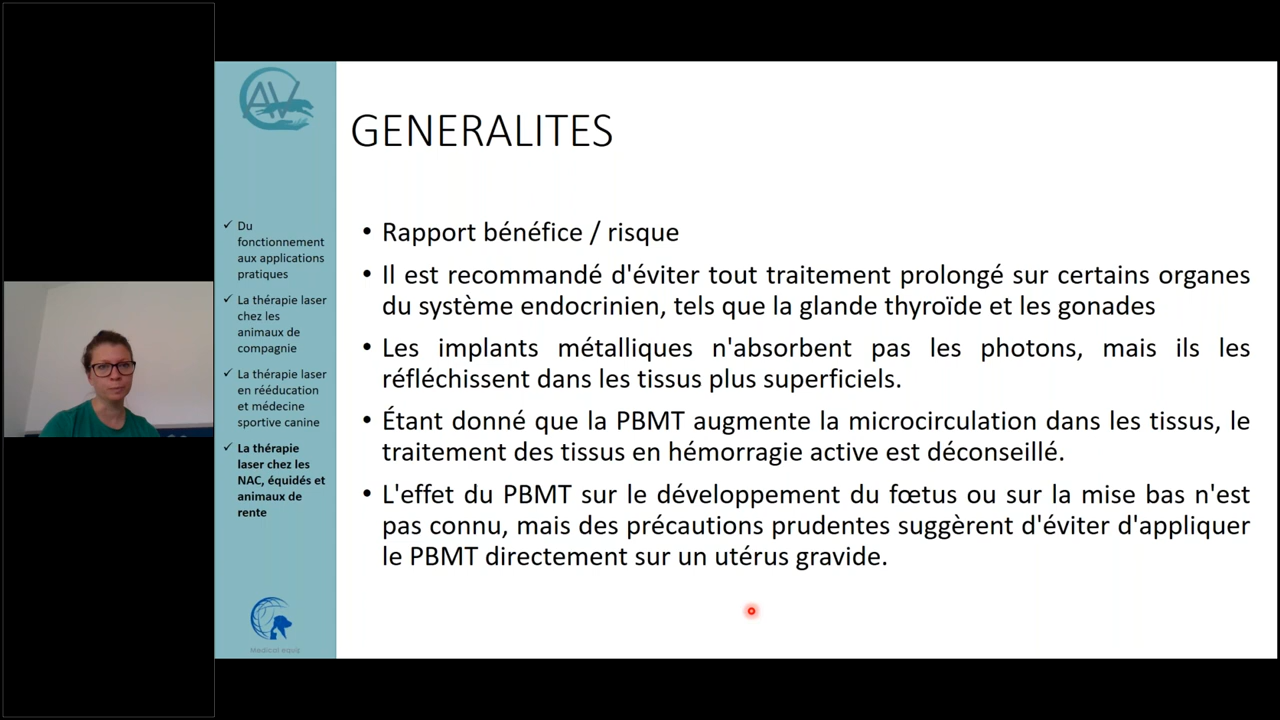 CAV
GENERALITES
✓ Du
fonctionnement
aux applications
pratiques
✓ La thérapie laser
chez les
animaux de
compagnie
✓ La thérapie laser
en rééducation
et médecine
sportive canine
✓ La thérapie
laser chez les
NAC, équidés et
animaux de
rente
• Rapport bénéfice / risque
• Il est recommandé d'éviter tout traitement prolongé sur certains organes
du système endocrinien, tels que la glande thyroïde et les gonades
• Les implants métalliques n'absorbent pas les photons, mais ils les
réfléchissent dans les tissus plus superficiels.
• Étant donné que la PBMT augmente la microcirculation dans les tissus, le
traitement des tissus en hémorragie active est déconseillé.
• L'effet du PBMT sur le développement du fœtus ou sur la mise bas n'est
pas connu, mais des précautions prudentes suggèrent d'éviter d'appliquer
le PBMT directement sur un utérus gravide.